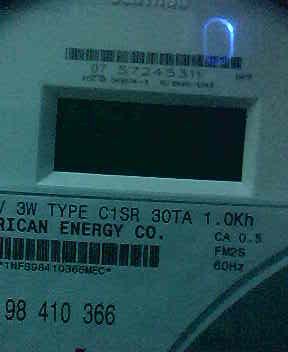 07 57245311
V 3W TYPE C1SR 30TA 1.0Kh
RICAN ENERGY CO.
CA 0.5
FM2S
60Hz
*1NF898410366MEC*
98 410 366